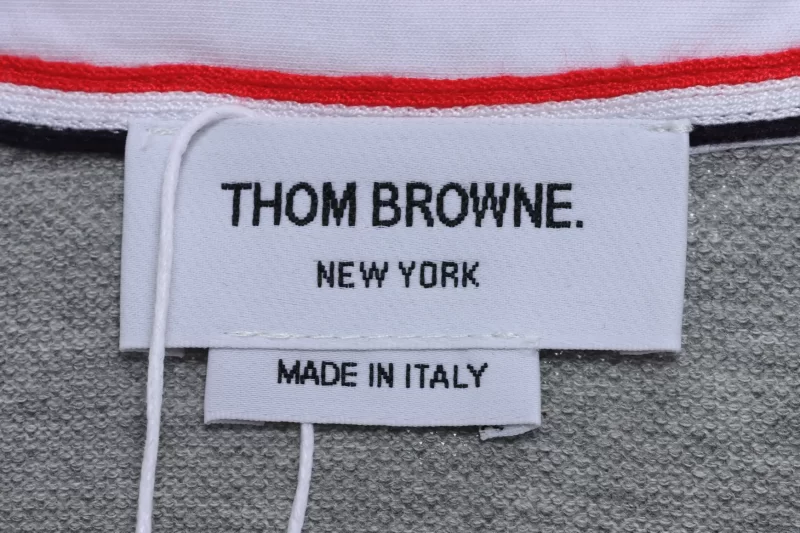 THOM BROWNE.
NEW YORK
MADE IN ITALY